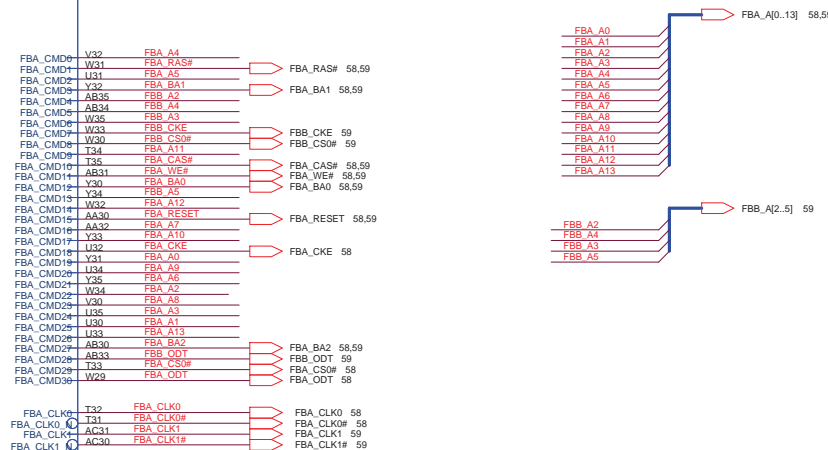 FBA_CMD0 V32 FBA_A4
FBA_CMD1 W31 FBA_RAS# FBA_RAS# 58,59
FBA_CMD2 U31 FBA_A5
FBA_CMD3 Y32 FBA_BA1 FBA_BA1 58,59
FBA_CMD4 AB35 FBB_A2
FBA_CMD5 AB34 FBB_A4
FBA_CMD6 W35 FBB_A3
FBA_CMD7 W33 FBB_CKE FBB_CKE 59
FBA_CMD8 W30 FBB_CS0# FBB_CS0# 59
FBA_CMD9 T34 FBA_A11
FBA_CMD10 T35 FBA_CAS# FBA_CAS# 58,59
FBA_CMD11 AB31 FBA_WE# FBA_WE# 58,59
FBA_CMD12 Y30 FBA_BA0 FBA_BA0 58,59
FBA_CMD13 Y34 FBB_A5
FBA_CMD14 W32 FBA_A12
FBA_CMD15 AA30 FBA_RESET FBA_RESET 58,59
FBA_CMD16 AA32 FBA_A7
FBA_CMD17 Y33 FBA_A10
FBA_CMD18 U32 FBA_CKE FBA_CKE 58
FBA_CMD19 Y31 FBA_A0
FBA_CMD20 U34 FBA_A9
FBA_CMD21 Y35 FBA_A6
FBA_CMD22 W34 FBA_A2
FBA_CMD23 V30 FBA_A8
FBA_CMD24 U35 FBA_A3
FBA_CMD25 U30 FBA_A1
FBA_CMD26 U33 FBA_A13
FBA_CMD27 AB30 FBA_BA2 FBA_BA2 58,59
FBA_CMD28 AB33 FBB_ODT FBB_ODT 59
FBA_CMD29 T33 FBA_CS0# FBA_CS0# 58
FBA_CMD30 W29 FBA_ODT FBA_ODT 58
FBA_CLK0 T32 FBA_CLK0 FBA_CLK0 58
FBA_CLK0_N T31 FBA_CLK0# FBA_CLK0# 58
FBA_CLK1 AC31 FBA_CLK1 FBA_CLK1 59
FBA_CLK1_N AC30 FBA_CLK1# FBA_CLK1# 59
FBA_A[0..13] 58,59
FBA_A0
FBA_A1
FBA_A2
FBA_A3
FBA_A4
FBA_A5
FBA_A6
FBA_A7
FBA_A8
FBA_A9
FBA_A10
FBA_A11
FBA_A12
FBA_A13
FBB_A[2..5] 59
FBB_A2
FBB_A4
FBB_A3
FBB_A5